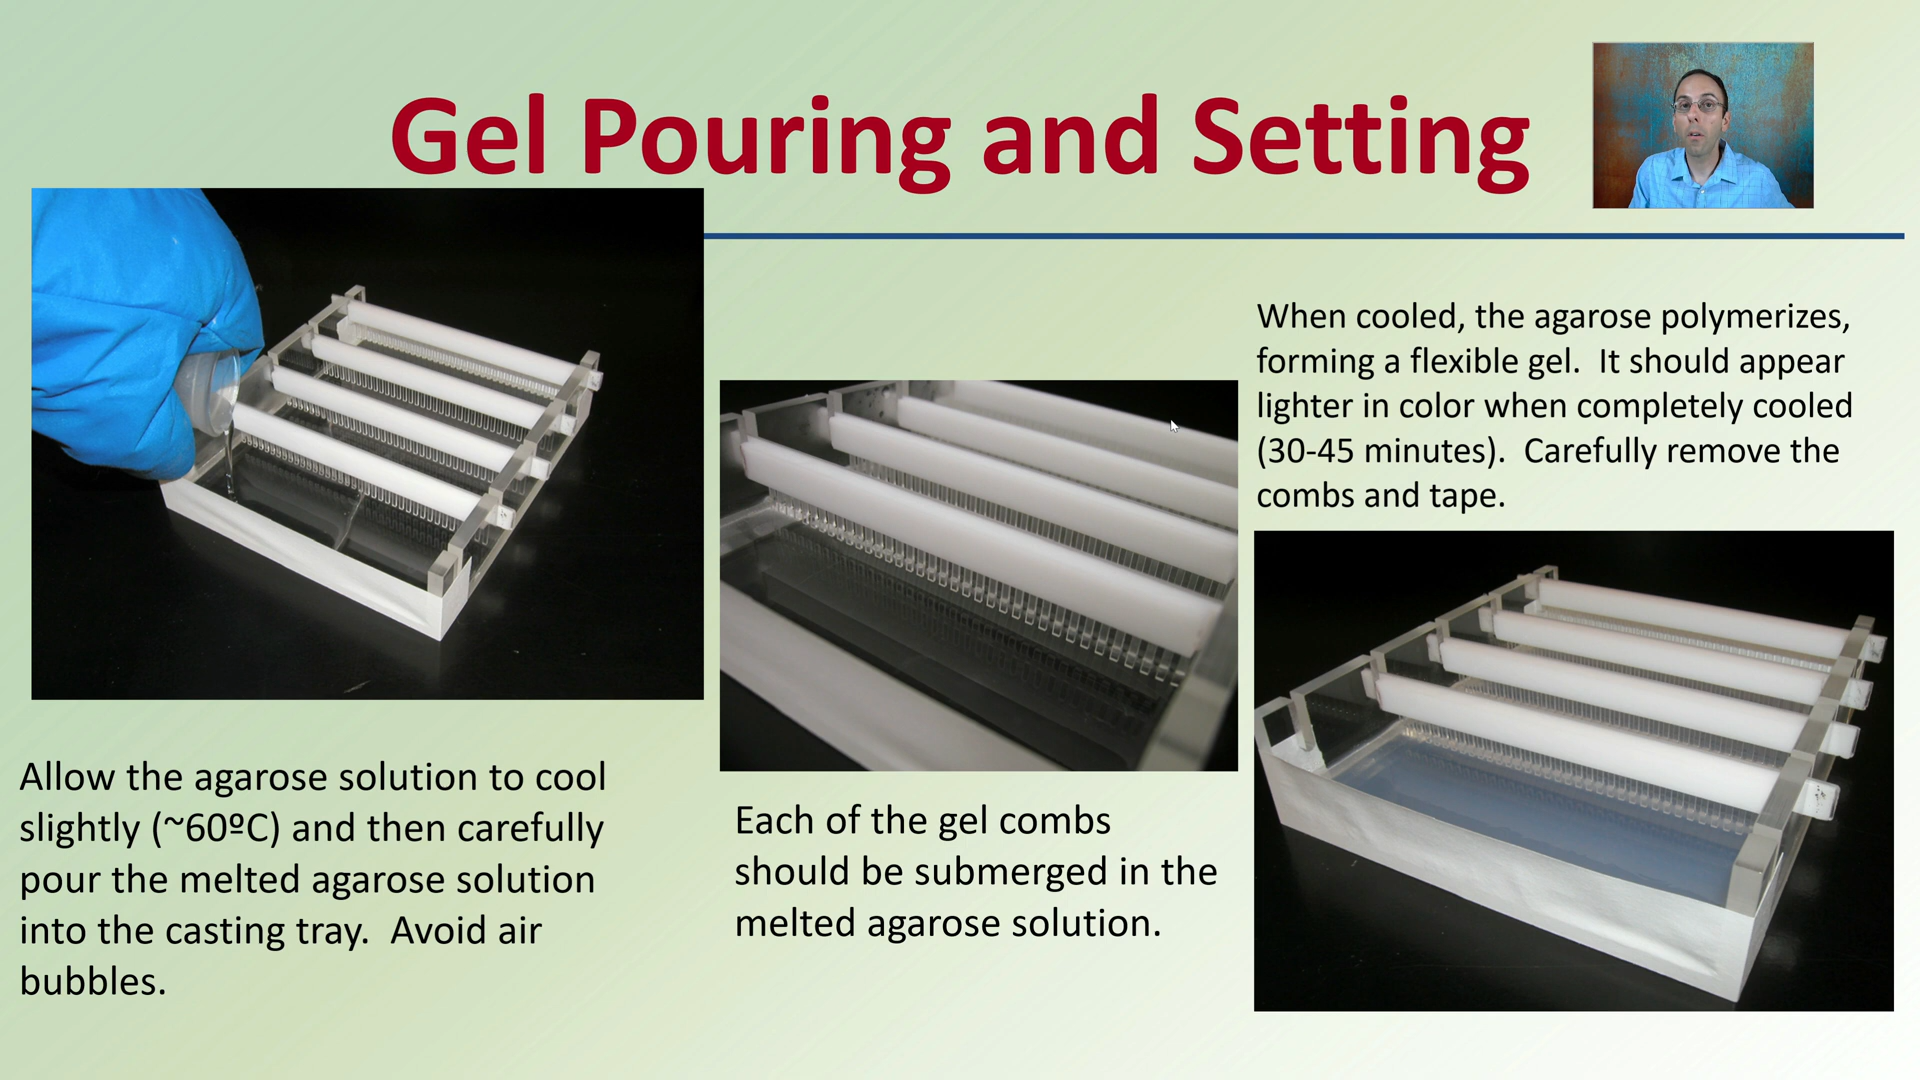 Gel Pouring and Setting
When cooled, the agarose polymerizes,
forming a flexible gel.  It should appear
lighter in color when completely cooled
(30-45 minutes).  Carefully remove the
combs and tape.
Allow the agarose solution to cool
slightly (~60ºC) and then carefully
pour the melted agarose solution
into the casting tray.  Avoid air
bubbles.
Each of the gel combs
should be submerged in the
melted agarose solution.